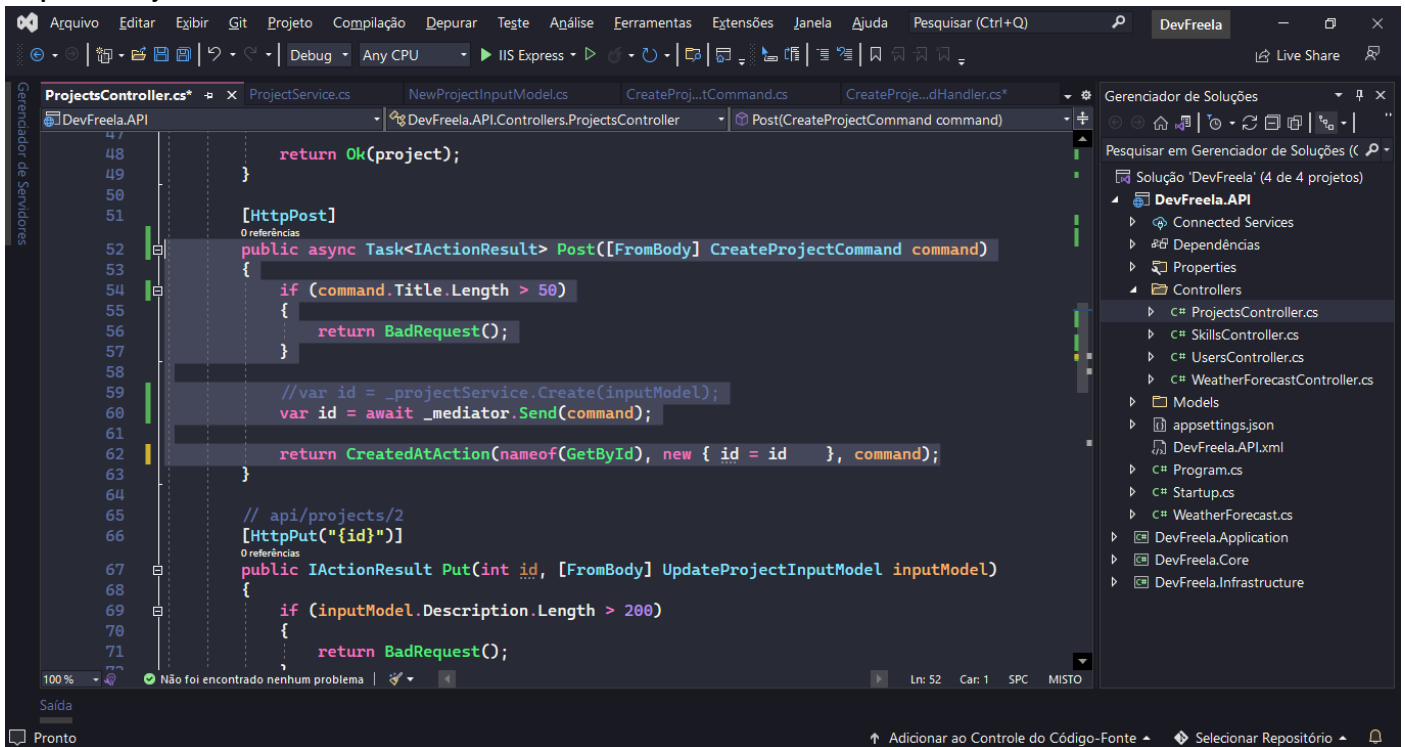 Arquivo Editar Exibir Git Projeto Compilação Depurar Teste Análise Ferramentas Extensões Janela Ajuda Pesquisar (Ctrl+Q) DevFreela
Debug Any CPU IIS Express Live Share
Gerenciador de Servidores
ProjectsController.cs* ProjectService.cs NewProjectInputModel.cs CreateProj...tCommand.cs CreateProje...dHandler.cs*
DevFreela.API DevFreela.API.Controllers.ProjectsController Post(CreateProjectCommand command)
47
48 return Ok(project);
49 }
50
51 [HttpPost]
0 referências
52 public async Task<IActionResult> Post([FromBody] CreateProjectCommand command)
53 {
54 if (command.Title.Length > 50)
55 {
56 return BadRequest();
57 }
58
59 //var id = _projectService.Create(inputModel);
60 var id = await _mediator.Send(command);
61
62 return CreatedAtAction(nameof(GetById), new { id = id    }, command);
63 }
64
65 // api/projects/2
66 [HttpPut("{id}")]
0 referências
67 public IActionResult Put(int id, [FromBody] UpdateProjectInputModel inputModel)
68 {
69 if (inputModel.Description.Length > 200)
70 {
71 return BadRequest();
72 }
100 % Não foi encontrado nenhum problema Ln: 52 Car: 1 SPC MISTO
Gerenciador de Soluções
Pesquisar em Gerenciador de Soluções ((
Solução 'DevFreela' (4 de 4 projetos)
DevFreela.API
Connected Services
Dependências
Properties
Controllers
C# ProjectsController.cs
C# SkillsController.cs
C# UsersController.cs
C# WeatherForecastController.cs
Models
appsettings.json
DevFreela.API.xml
C# Program.cs
C# Startup.cs
C# WeatherForecast.cs
DevFreela.Application
DevFreela.Core
DevFreela.Infrastructure
Saída
Pronto Adicionar ao Controle do Código-Fonte Selecionar Repositório